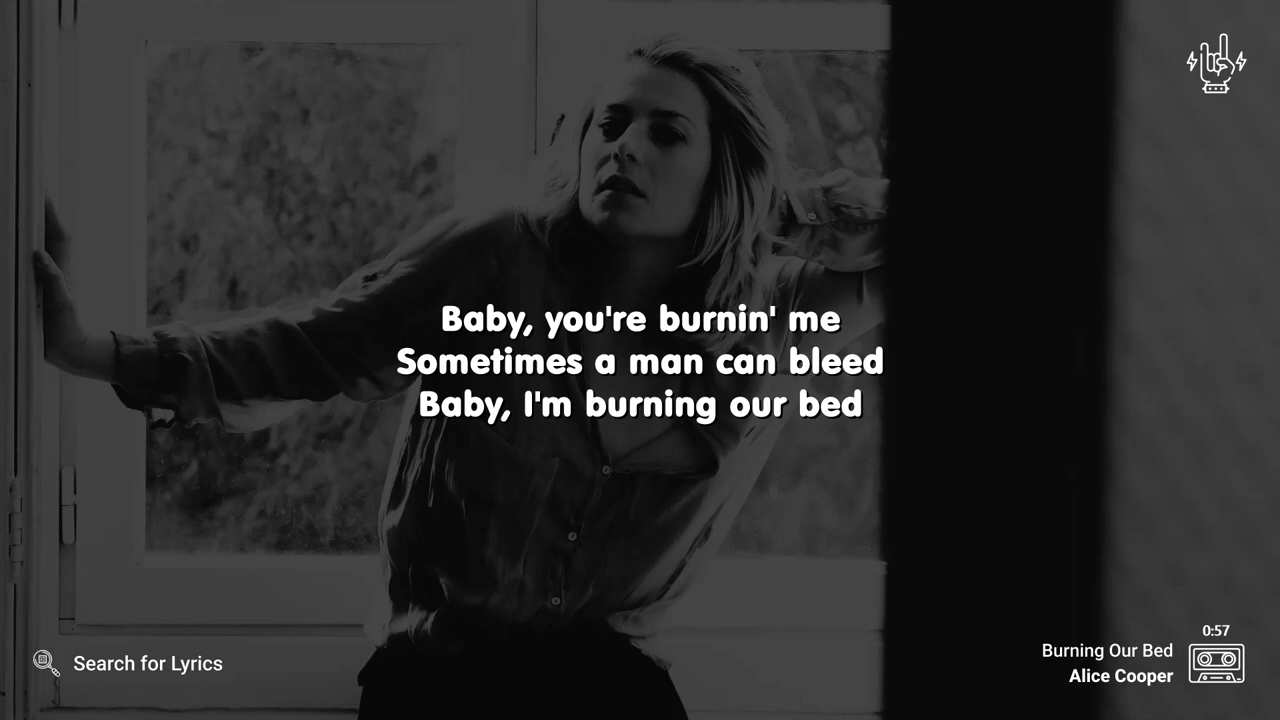 Baby, you're burnin' me
Sometimes a man can bleed
Baby, I'm burning our bed
0:57
Search for Lyrics
Burning Our Bed
Alice Cooper